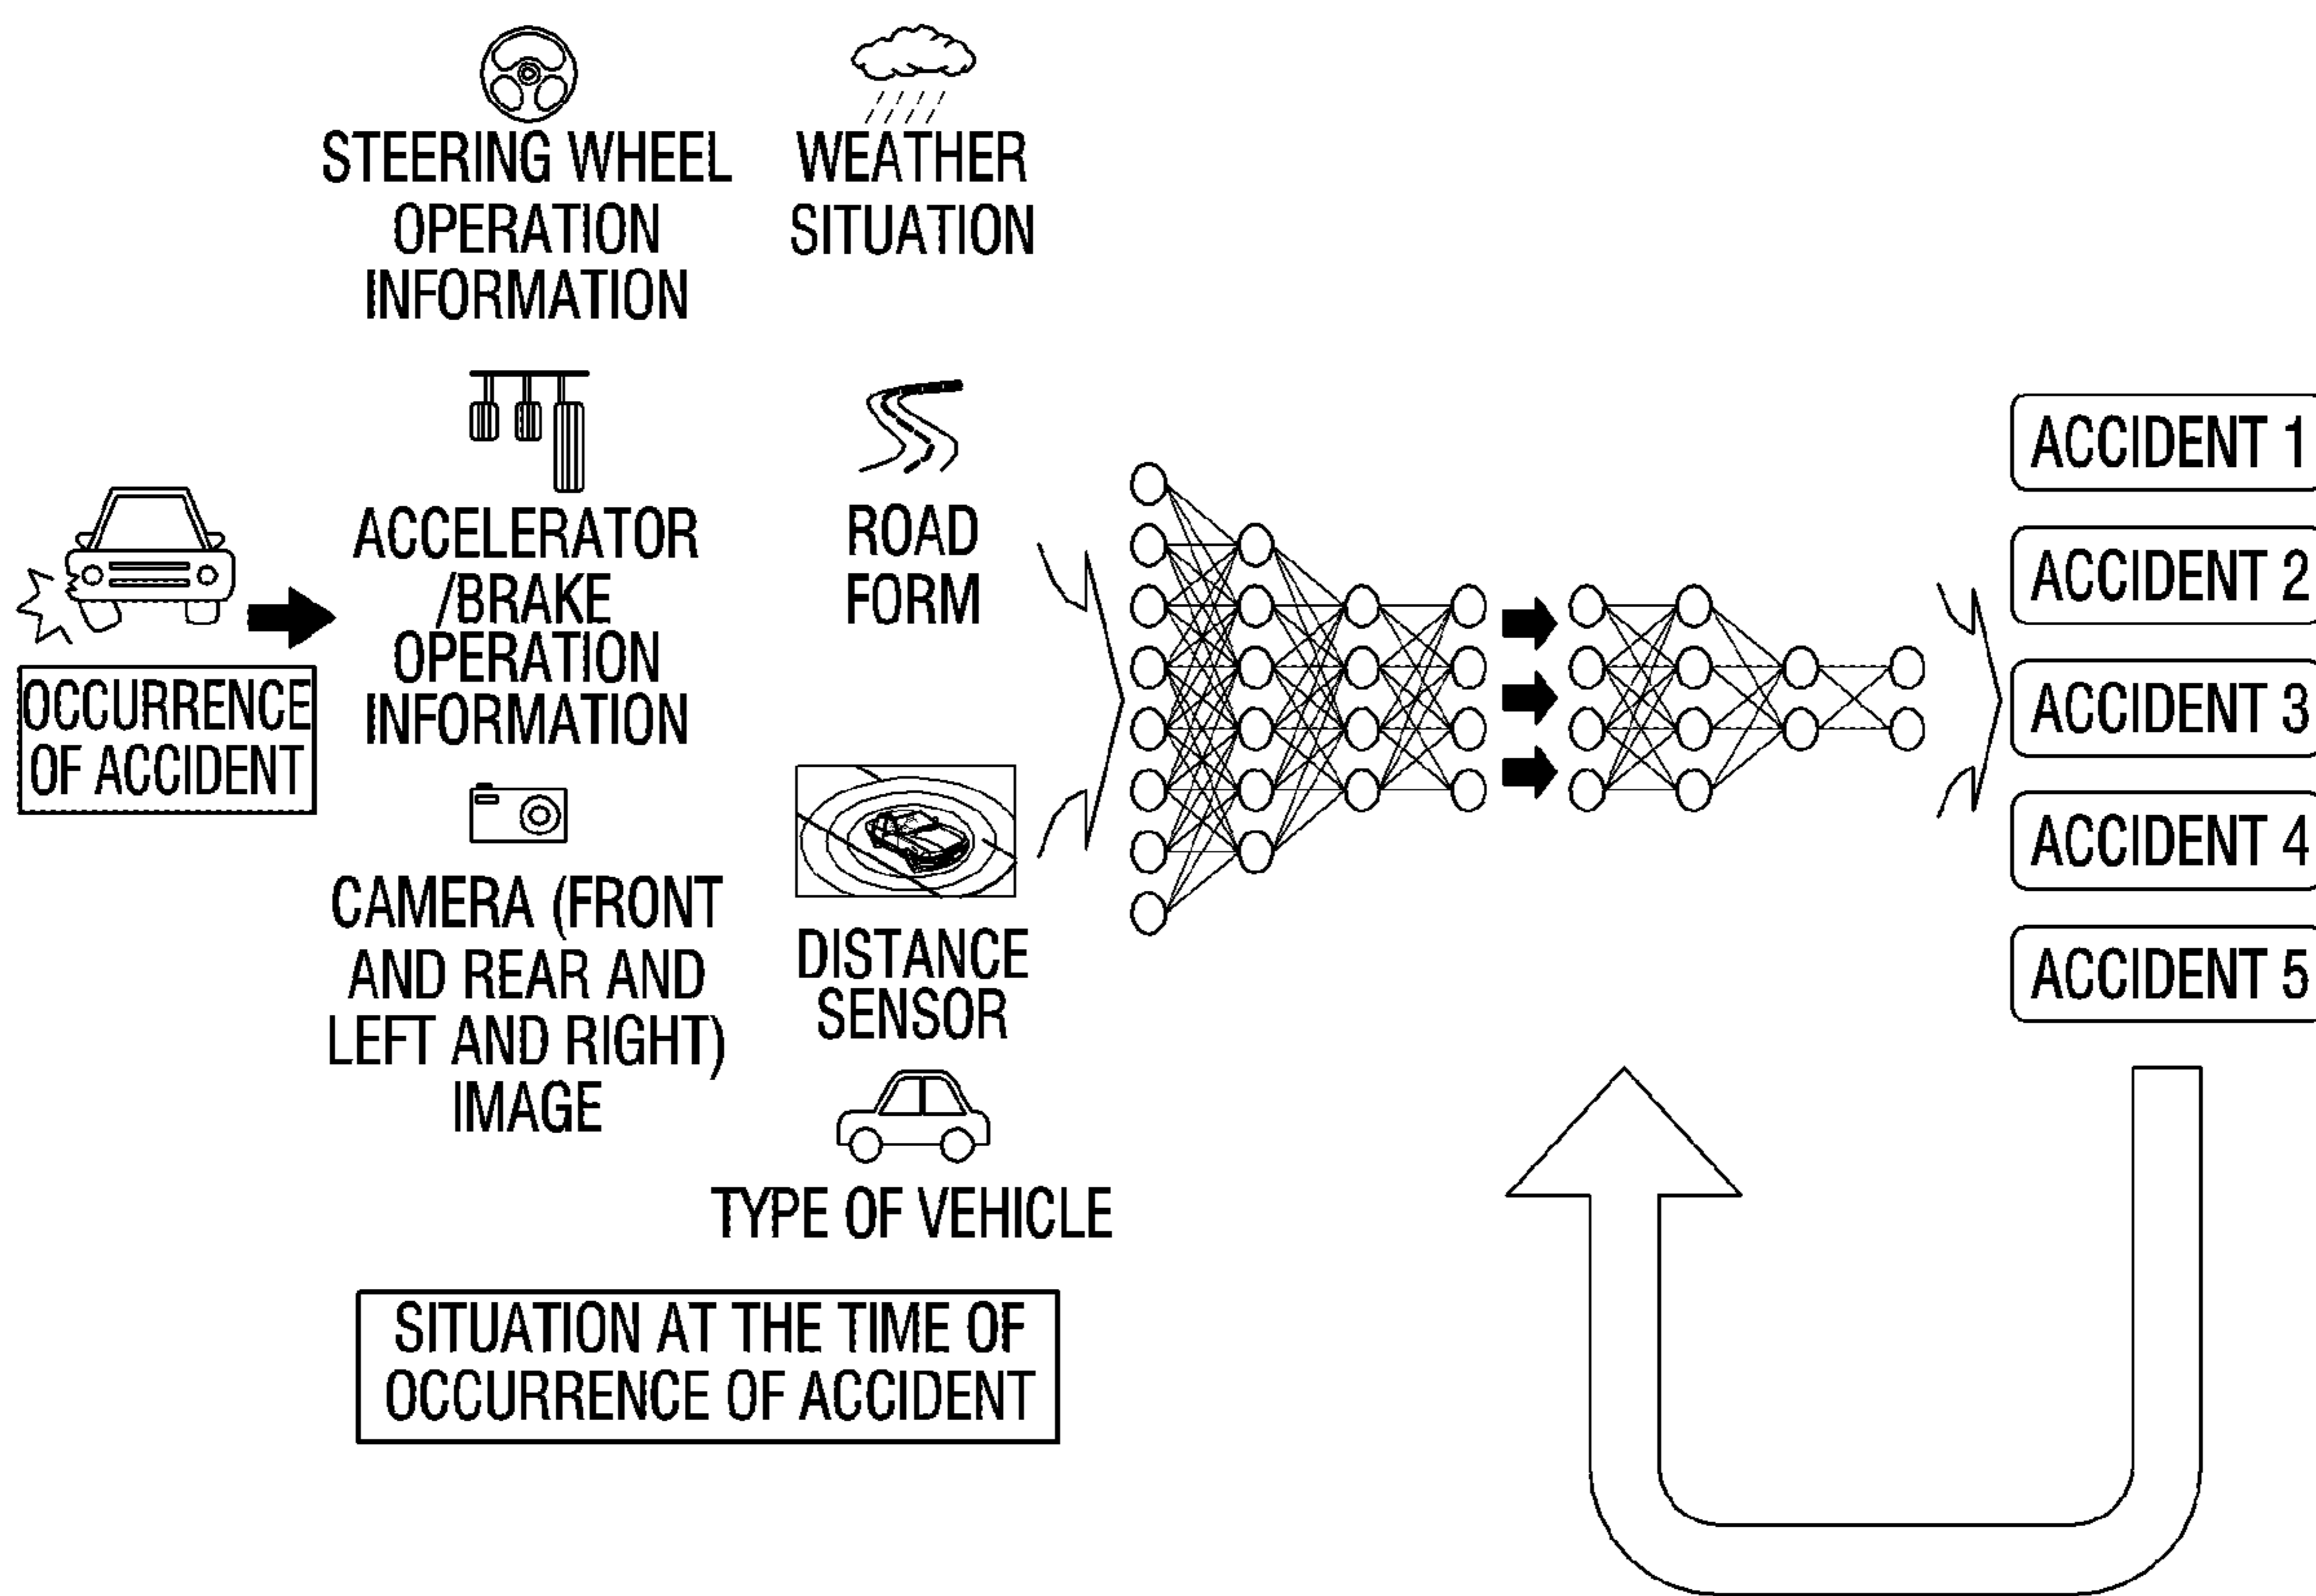 STEERING WHEEL
OPERATION
INFORMATION
WEATHER
SITUATION
ACCELERATOR
/BRAKE
OPERATION
INFORMATION
ROAD
FORM
OCCURRENCE
OF ACCIDENT
CAMERA (FRONT
AND REAR AND
LEFT AND RIGHT)
IMAGE
DISTANCE
SENSOR
TYPE OF VEHICLE
SITUATION AT THE TIME OF
OCCURRENCE OF ACCIDENT
ACCIDENT 1
ACCIDENT 2
ACCIDENT 3
ACCIDENT 4
ACCIDENT 5